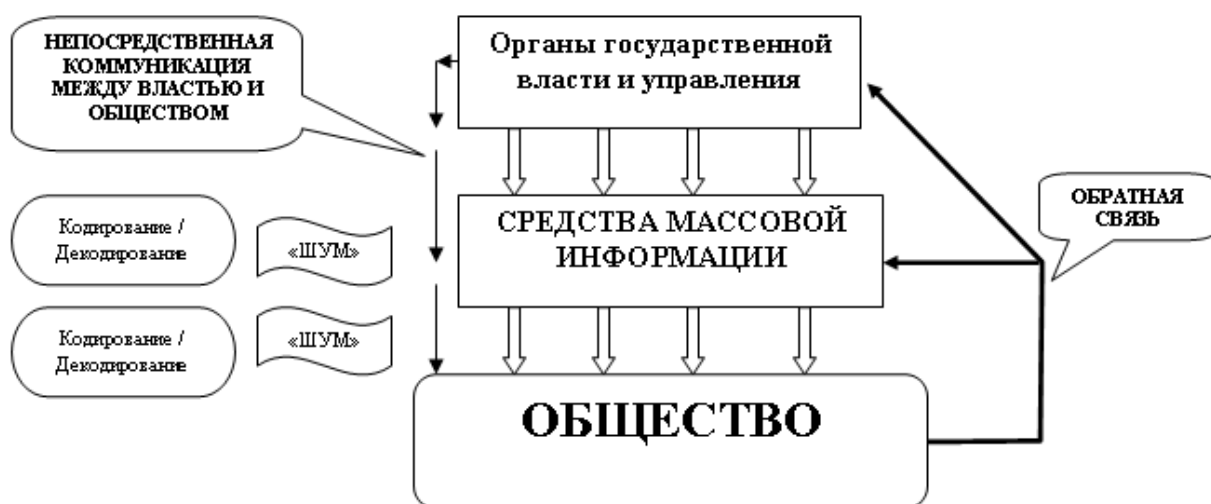 НЕПОСРЕДСТВЕННАЯ
КОММУНИКАЦИЯ
МЕЖДУ ВЛАСТЬЮ И
ОБЩЕСТВОМ
Органы государственной
власти и управления
ОБРАТНАЯ
СВЯЗЬ
Кодирование /
Декодирование
«ШУМ»
СРЕДСТВА МАССОВОЙ
ИНФОРМАЦИИ
Кодирование /
Декодирование
«ШУМ»
ОБЩЕСТВО